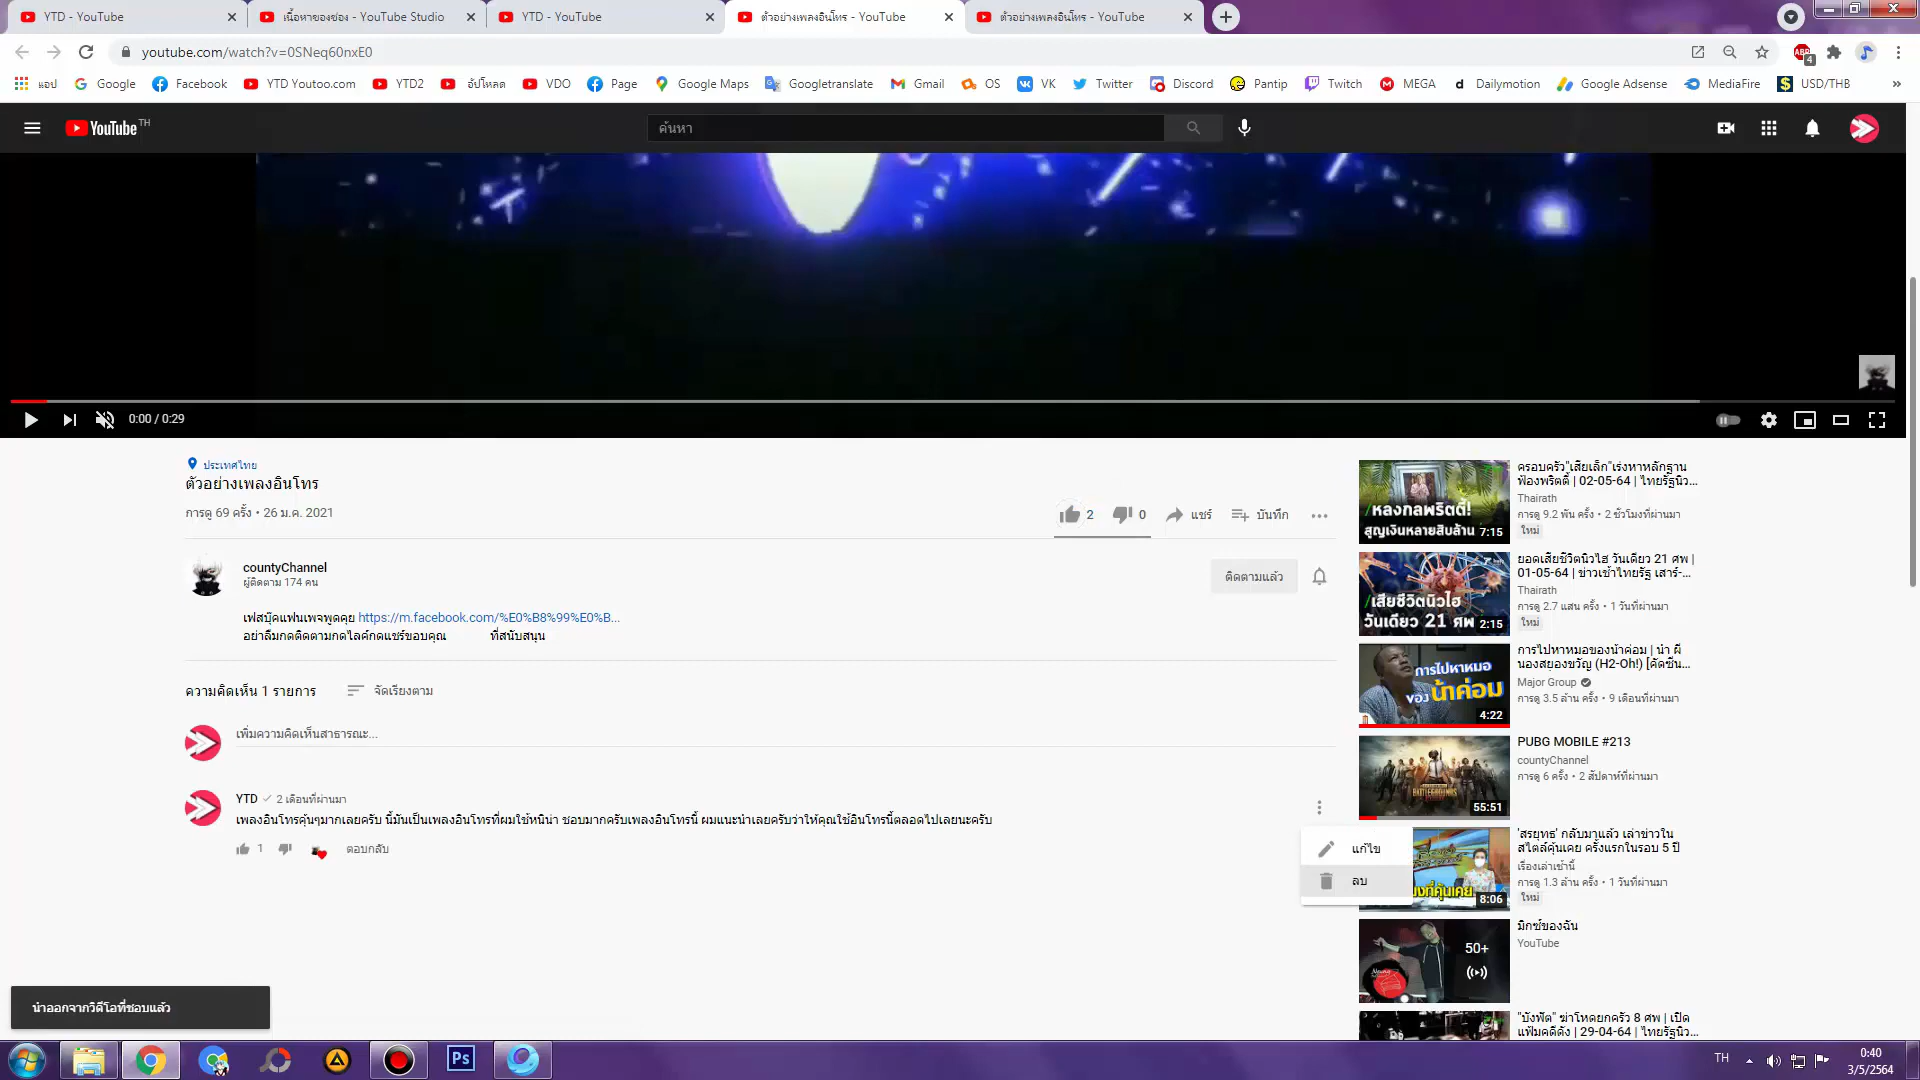 YTD - YouTube
เนื้อหาของช่อง - YouTube Studio
YTD - YouTube
ตัวอย่างเพลงอินโทร - YouTube
ตัวอย่างเพลงอินโทร - YouTube
youtube.com/watch?v=0SNeq60nxE0
ABP
4
แอป
Google
Facebook
YTD Youtoo.com
YTD2
อัปโหลด
VDO
Page
Google Maps
Googletranslate
Gmail
OS
VK
Twitter
Discord
Pantip
Twitch
MEGA
Dailymotion
Google Adsense
MediaFire
USD/THB
YouTube TH
ค้นหา
0:00 / 0:29
ประเทศไทย
ตัวอย่างเพลงอินโทร
การดู 69 ครั้ง • 26 ม.ค. 2021
2
0
แชร์
บันทึก
countyChannel
ผู้ติดตาม 174 คน
ติดตามแล้ว
เฟสบุ๊คแฟนเพจพูดคุย https://m.facebook.com/%E0%B8%99%E0%B...
อย่าลืมกดติดตามกดไลค์กดแชร์ขอบคุณ ที่สนับสนุน
ความคิดเห็น 1 รายการ
จัดเรียงตาม
เพิ่มความคิดเห็นสาธารณะ...
YTD 2 เดือนที่ผ่านมา
เพลงอินโทรคุ้นๆมากเลยครับ นี้มันเป็นเพลงอินโทรที่ผมใช้หนิน่า ชอบมากครับเพลงอินโทรนี้ ผมแนะนำเลยครับว่าให้คุณใช้อินโทรนี้ตลอดไปเลยนะครับ
1
ตอบกลับ
แก้ไข
ลบ
หลงกลพริตตี้!
สูญเงินหลายสิบล้าน
7:15
ครอบครัว"เสี่ยเล็ก"เร่งหาหลักฐาน
ฟ้องพริตตี้ | 02-05-64 | ไทยรัฐนิว...
Thairath
การดู 9.2 พัน ครั้ง • 2 ชั่วโมงที่ผ่านมา
ใหม่
เสียชีวิตนิวไฮ
วันเดียว 21 ศพ
2:15
ยอดเสียชีวิตนิวไฮ วันเดียว 21 ศพ |
01-05-64 | ข่าวเช้าไทยรัฐ เสาร์-...
Thairath
การดู 2.7 แสน ครั้ง • 1 วันที่ผ่านมา
ใหม่
การไปหาหมอ
ของน้าค่อม
4:22
การไปหาหมอของน้าค่อม | น้า ผี
น้องสยองขวัญ (H2-Oh!) [คัดซีน...
Major Group
การดู 3.5 ล้าน ครั้ง • 9 เดือนที่ผ่านมา
55:51
PUBG MOBILE #213
countyChannel
การดู 6 ครั้ง • 2 สัปดาห์ที่ผ่านมา
ที่คุ้นเคย
8:06
'สรยุทธ' กลับมาแล้ว เล่าข่าวใน
สไตล์คุ้นเคย ครั้งแรกในรอบ 5 ปี
เรื่องเล่าเช้านี้
การดู 1.3 ล้าน ครั้ง • 1 วันที่ผ่านมา
ใหม่
50+
มิกซ์ของฉัน
YouTube
"บังฟัต" ฆ่าโหดยกครัว 8 ศพ | เปิด
แฟ้มคดีดัง | 29-04-64 | ไทยรัฐนิว...
นำออกจากวิดีโอที่ชอบแล้ว
Ps
TH
0:40
3/5/2564